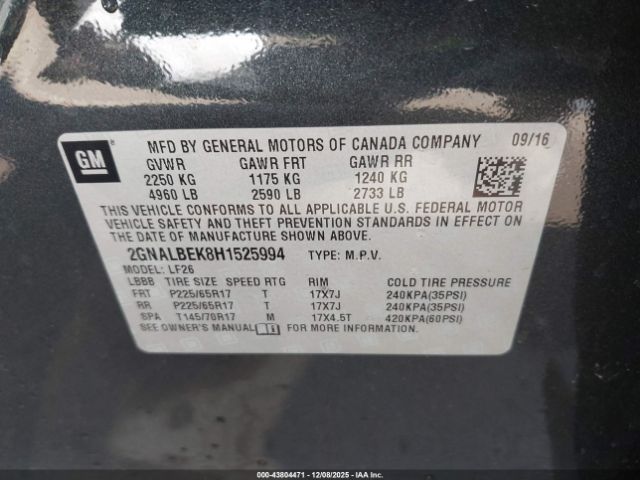 GM
MFD BY GENERAL MOTORS OF CANADA COMPANY 09/16
GVWR GAWR FRT GAWR RR
2250 KG 1175 KG 1240 KG
4960 LB 2590 LB 2733 LB
THIS VEHICLE CONFORMS TO ALL APPLICABLE U.S. FEDERAL MOTOR
VEHICLE SAFETY AND THEFT PREVENTION STANDARDS IN EFFECT ON
THE DATE OF MANUFACTURE SHOWN ABOVE.
2GNALBEK8H1525994 TYPE: M.P.V.
MODEL: LF26
LBBB TIRE SIZE SPEED RTG RIM COLD TIRE PRESSURE
FRT P225/65R17 T 17X7J 240KPA(35PSI)
RR P225/65R17 T 17X7J 240KPA(35PSI)
SPA T145/70R17 M 17X4.5T 420KPA(60PSI)
SEE OWNER'S MANUAL FOR MORE INFORMATION.
000-43804471 - 12/08/2025 - IAAI.com